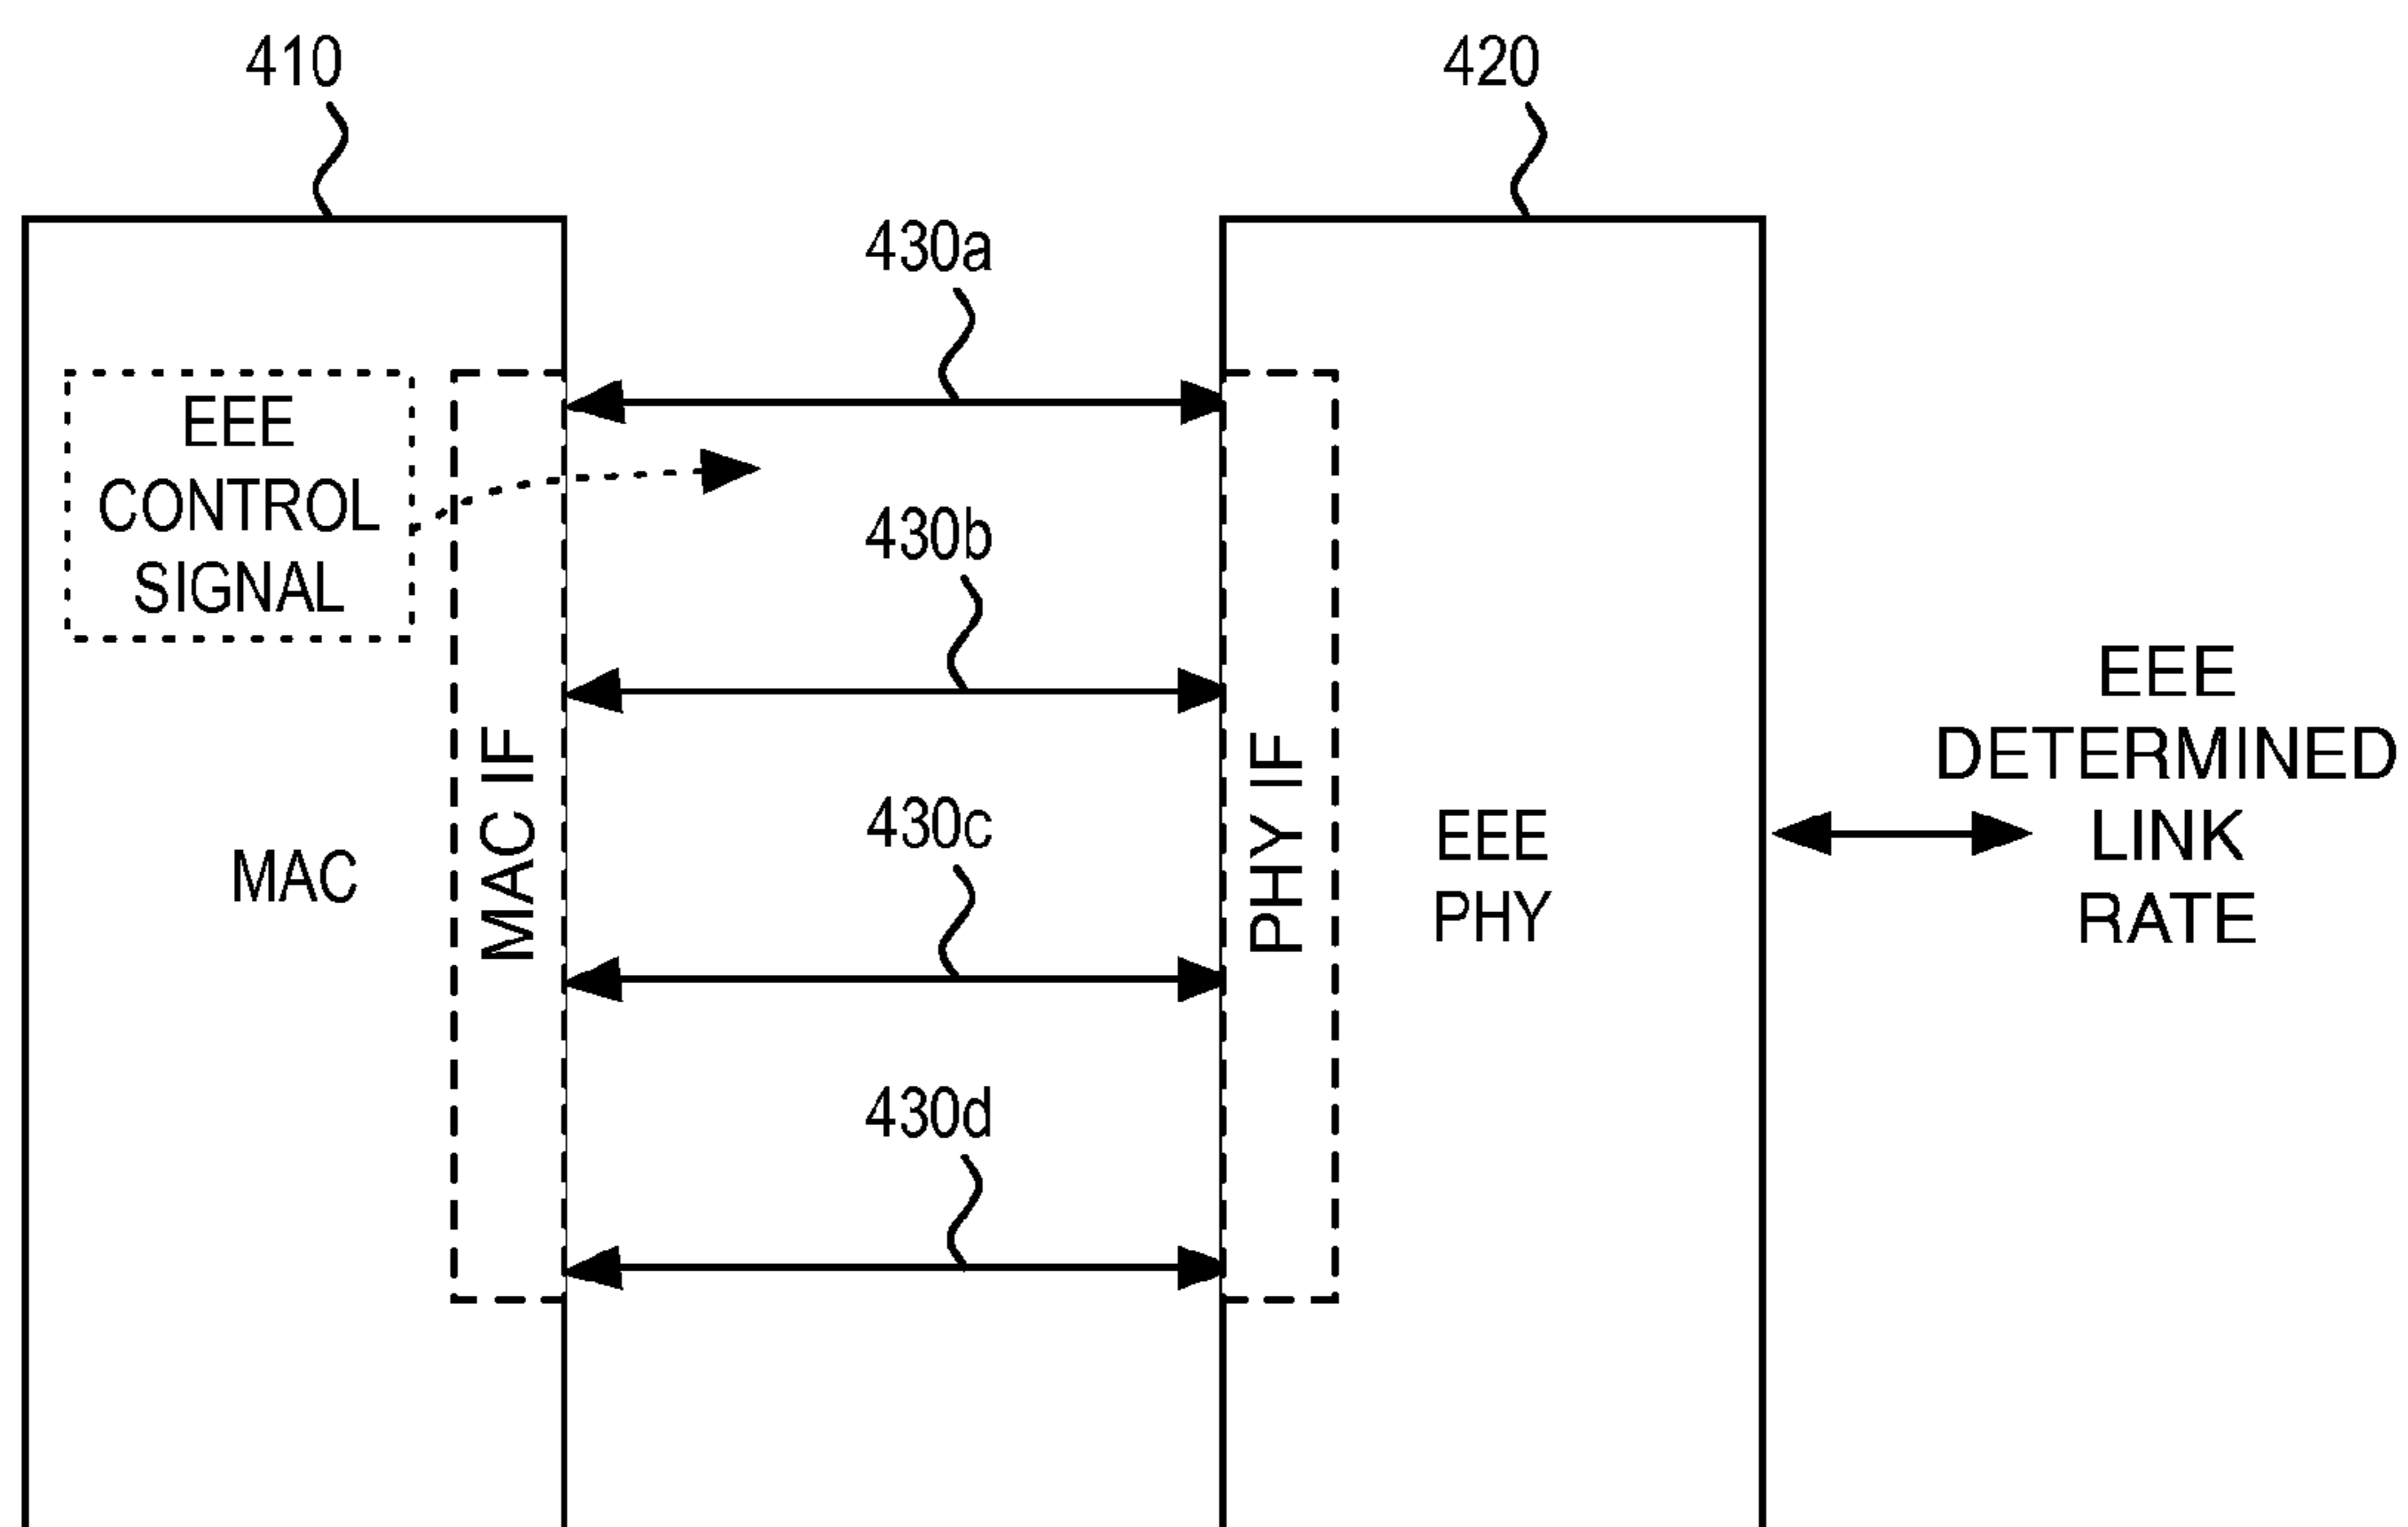 410
420
430a
EEE
CONTROL
SIGNAL
430b
MAC IF
PHY IF
430c
MAC
EEE
PHY
EEE
DETERMINED
LINK
RATE
430d